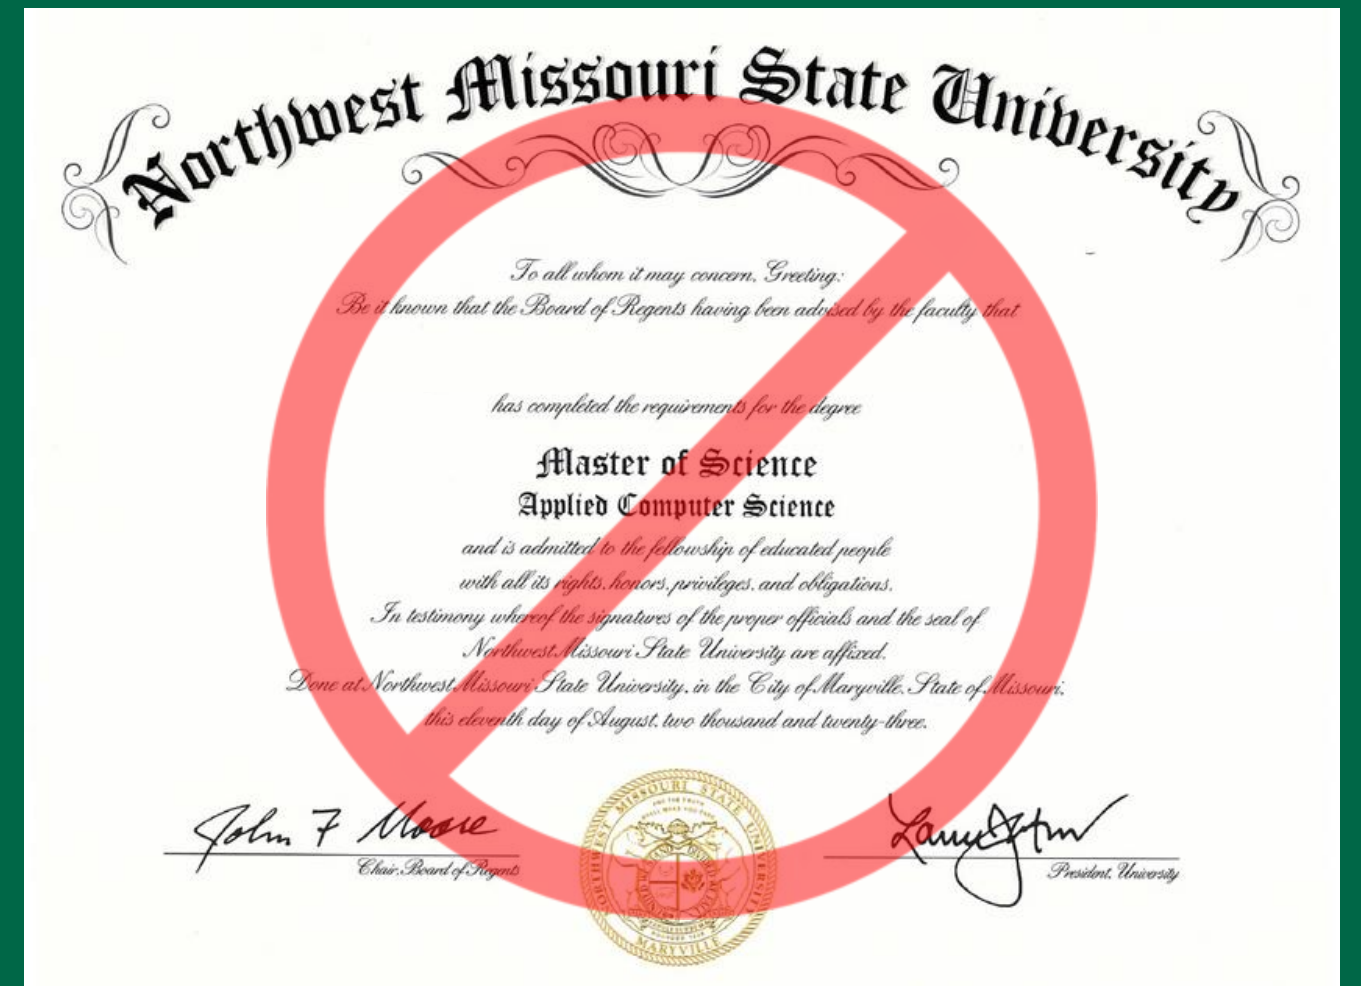 Northwest Missouri State University
To all whom it may concern, Greeting:
Be it known that the Board of Regents having been advised by the faculty that
has completed the requirements for the degree
Master of Science
Applied Computer Science
and is admitted to the fellowship of educated people
with all its rights, honors, privileges, and obligations.
In testimony whereof the signatures of the proper officials and the seal of
Northwest Missouri State University are affixed.
Done at Northwest Missouri State University, in the City of Maryville, State of Missouri,
this eleventh day of August, two thousand and twenty-three.
John F Moore
Chair, Board of Regents
President, University
NORTHWEST MISSOURI STATE UNIVERSITY
MARYVILLE